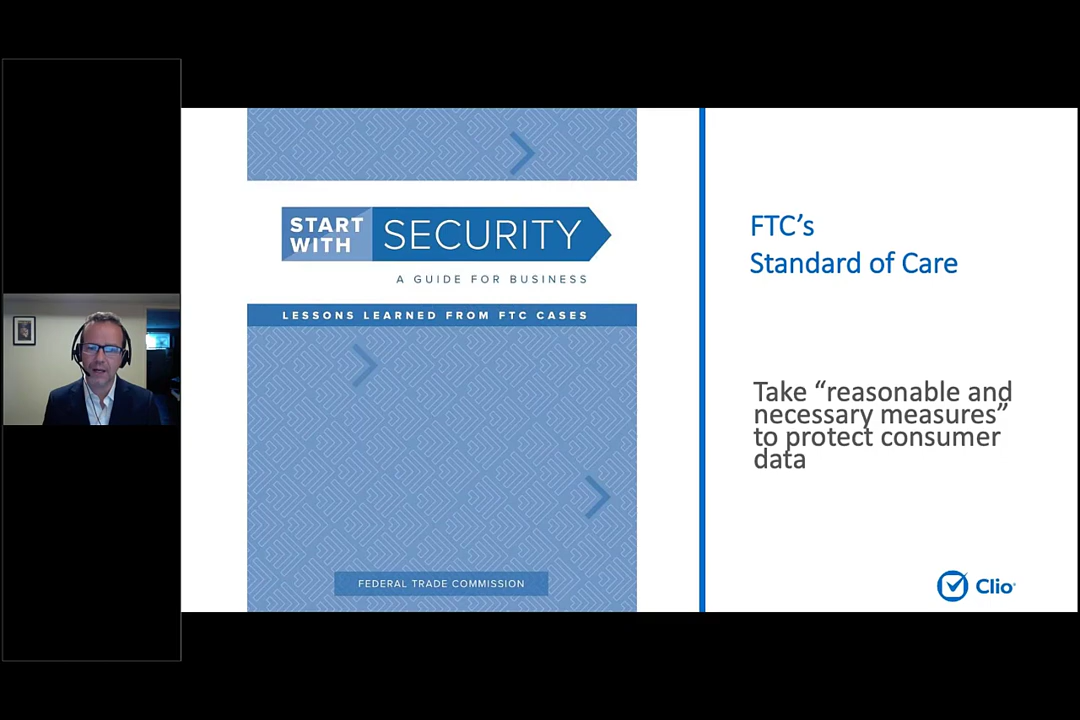 START
WITH
SECURITY
A GUIDE FOR BUSINESS
LESSONS LEARNED FROM FTC CASES
FEDERAL TRADE COMMISSION
FTC’s
Standard of Care
Take “reasonable and
necessary measures”
to protect consumer
data
Clio